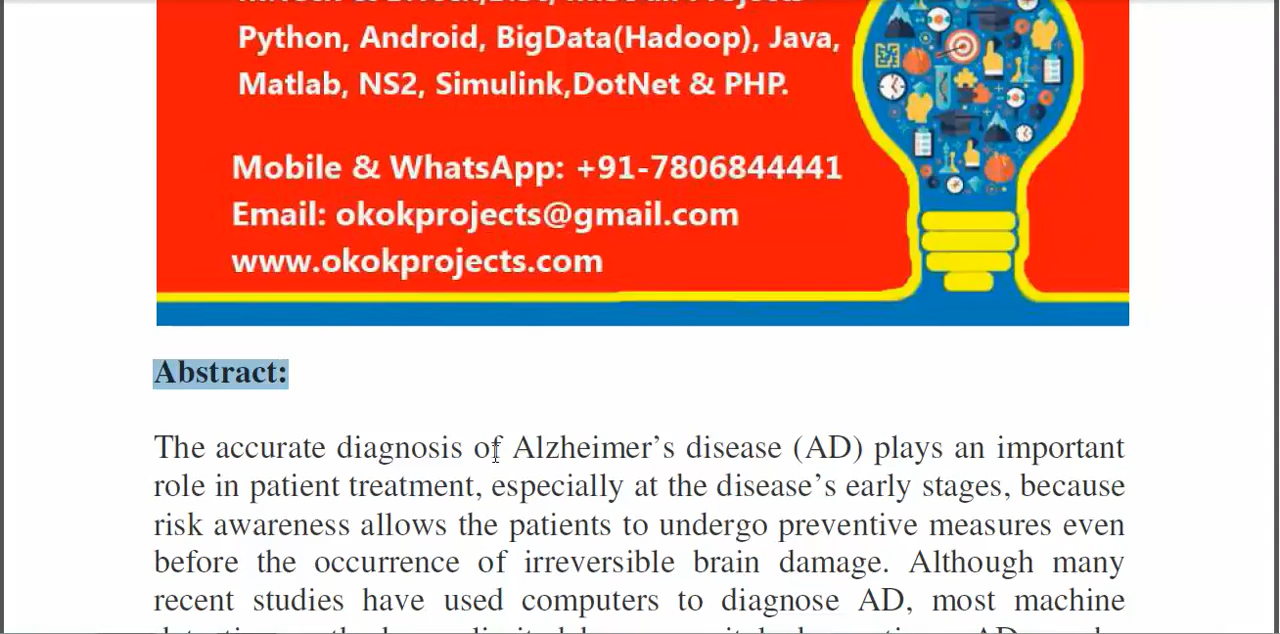 Python, Android, BigData(Hadoop), Java,
Matlab, NS2, Simulink,DotNet & PHP.
Mobile & WhatsApp: +91-7806844441
Email: okokprojects@gmail.com
www.okokprojects.com
Abstract:
The accurate diagnosis of Alzheimer’s disease (AD) plays an important
role in patient treatment, especially at the disease’s early stages, because
risk awareness allows the patients to undergo preventive measures even
before the occurrence of irreversible brain damage. Although many
recent studies have used computers to diagnose AD, most machine